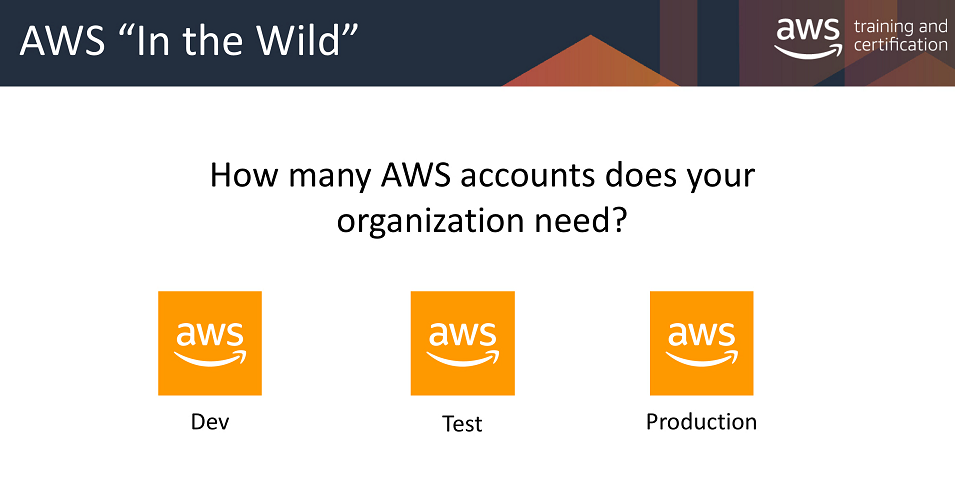 AWS “In the Wild”
aws training and
certification
How many AWS accounts does your
organization need?
aws
aws
aws
Dev
Test
Production